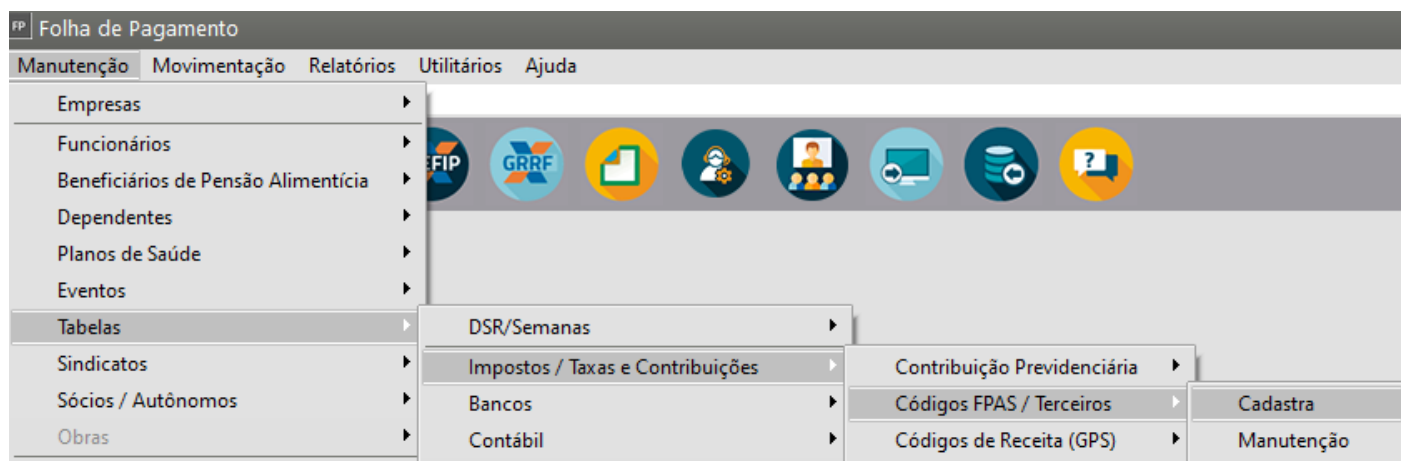 FP Folha de Pagamento
Manutenção Movimentação Relatórios Utilitários Ajuda
Empresas
Funcionários
EFIP GRRF ?
Beneficiários de Pensão Alimentícia
Dependentes
Planos de Saúde
Eventos
Tabelas DSR/Semanas
Sindicatos Impostos / Taxas e Contribuições Contribuição Previdenciária
Sócios / Autônomos Bancos Códigos FPAS / Terceiros Cadastra
Obras Contábil Códigos de Receita (GPS) Manutenção